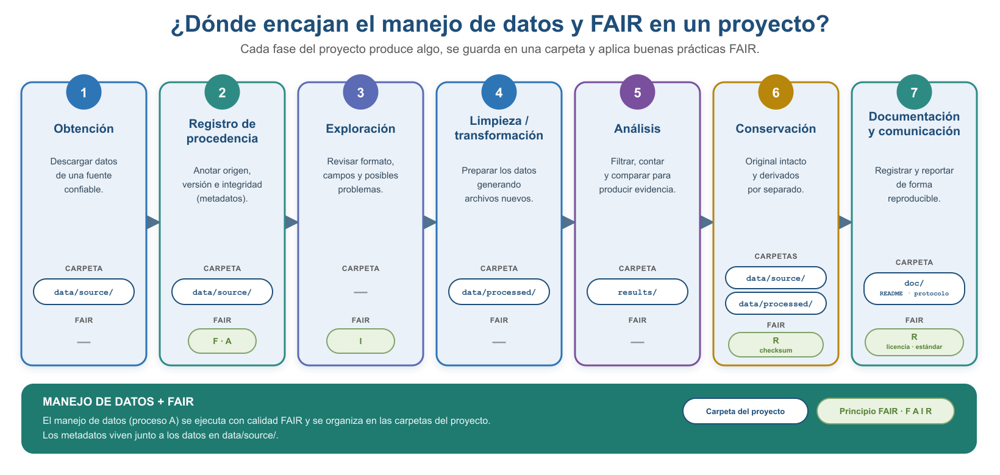 ¿Dónde encajan el manejo de datos y FAIR en un proyecto?
Cada fase del proyecto produce algo, se guarda en una carpeta y aplica buenas prácticas FAIR.
1
Obtención
Descargar datos
de una fuente
confiable.
CARPETA
data/source/
FAIR
—
2
Registro de
procedencia
Anotar origen,
versión e integridad
(metadatos).
CARPETA
data/source/
FAIR
F · A
3
Exploración
Revisar formato,
campos y posibles
problemas.
CARPETA
—
FAIR
I
4
Limpieza /
transformación
Preparar los datos
generando
archivos nuevos.
CARPETA
data/processed/
FAIR
—
5
Análisis
Filtrar, contar
y comparar para
producir evidencia.
CARPETA
results/
FAIR
—
6
Conservación
Original intacto
y derivados
por separado.
CARPETAS
data/source/
data/processed/
FAIR
R
checksum
7
Documentación
y comunicación
Registrar y reportar
de forma
reproducible.
CARPETA
doc/
README · protocolo
FAIR
R
licencia · estándar
MANEJO DE DATOS + FAIR
El manejo de datos (proceso A) se ejecuta con calidad FAIR y se organiza en las carpetas del proyecto.
Los metadatos viven junto a los datos en data/source/.
Carpeta del proyecto
Principio FAIR · F A I R